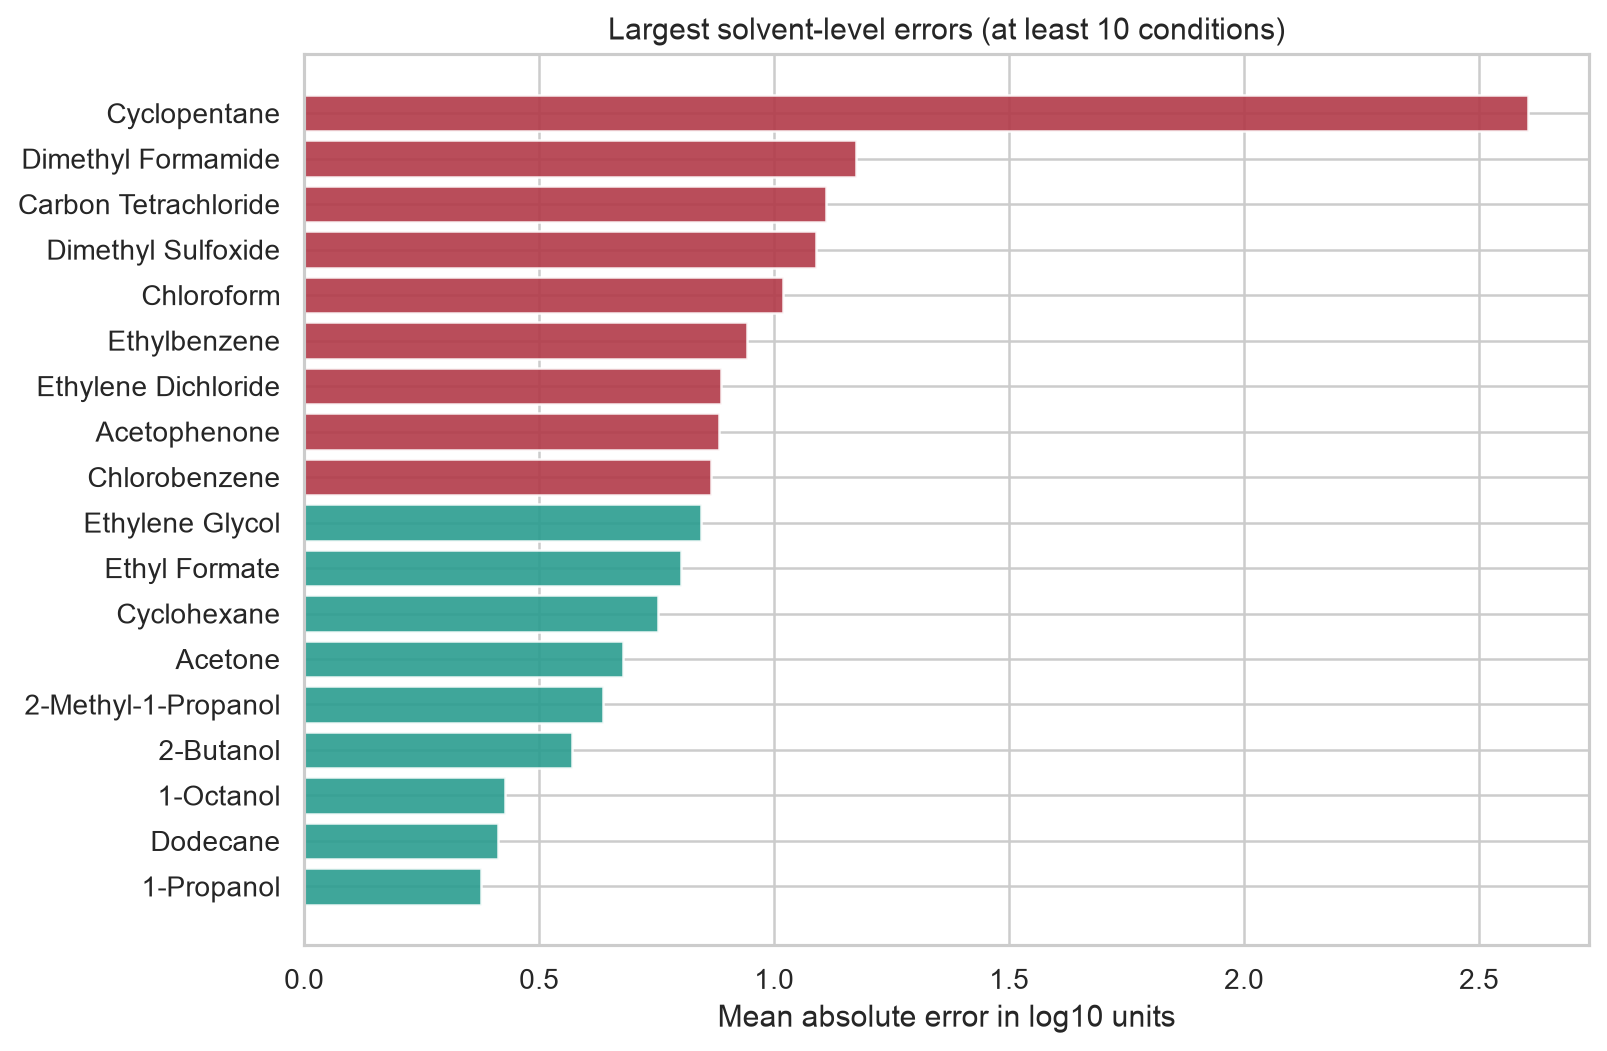 Largest solvent-level errors (at least 10 conditions)
Cyclopentane
Dimethyl Formamide
Carbon Tetrachloride
Dimethyl Sulfoxide
Chloroform
Ethylbenzene
Ethylene Dichloride
Acetophenone
Chlorobenzene
Ethylene Glycol
Ethyl Formate
Cyclohexane
Acetone
2-Methyl-1-Propanol
2-Butanol
1-Octanol
Dodecane
1-Propanol
0.0 0.5 1.0 1.5 2.0 2.5
Mean absolute error in log10 units